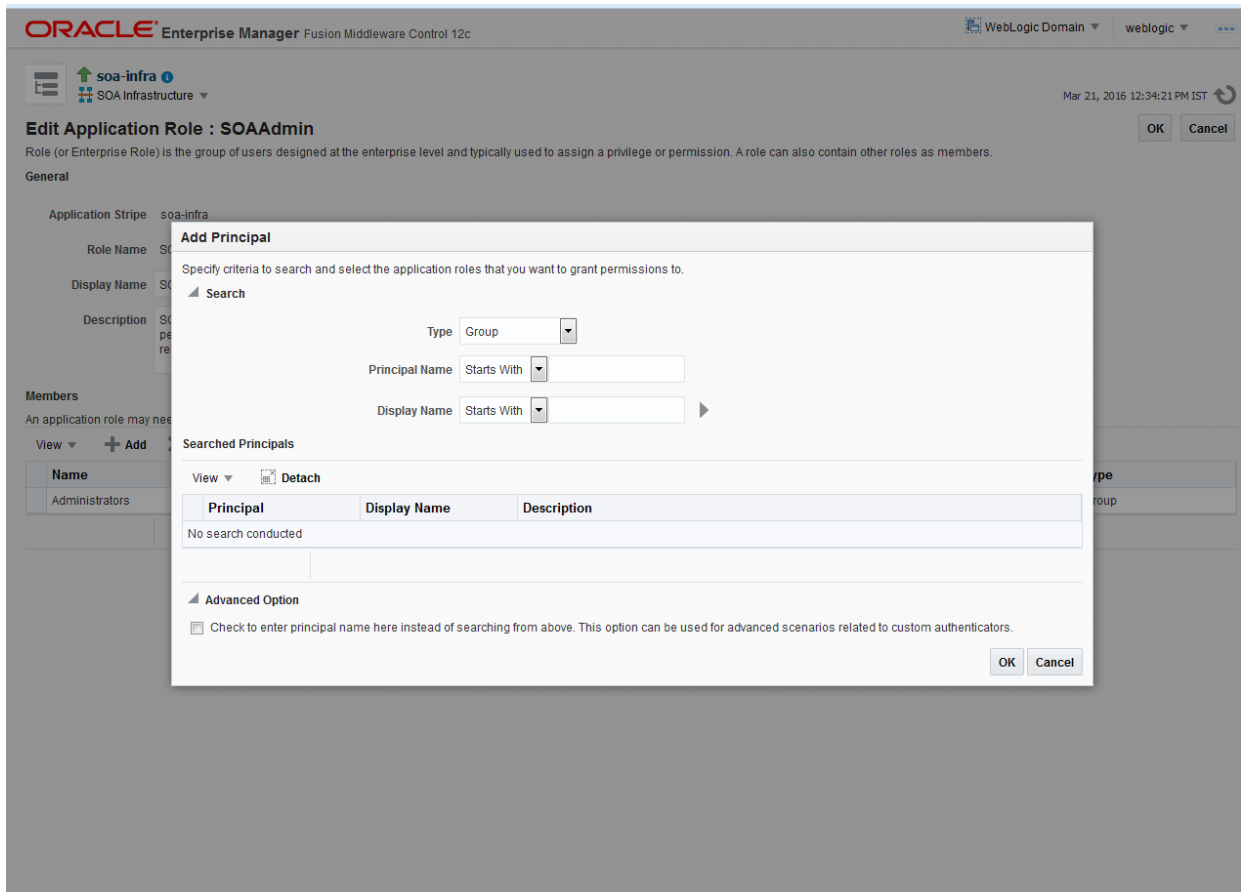 ORACLE Enterprise Manager Fusion Middleware Control 12c
WebLogic Domain
weblogic
soa-infra
SOA Infrastructure
Mar 21, 2016 12:34:21 PM IST
Edit Application Role : SOAAdmin
OK Cancel
Role (or Enterprise Role) is the group of users designed at the enterprise level and typically used to assign a privilege or permission. A role can also contain other roles as members.
General
Application Stripe soa-infra
Role Name
Display Name
Description
Members
An application role may
View Add
Name
Administrators
Add Principal
Specify criteria to search and select the application roles that you want to grant permissions to.
Search
Type Group
Principal Name Starts With
Display Name Starts With
Searched Principals
View Detach
Principal Display Name Description
No search conducted
Advanced Option
Check to enter principal name here instead of searching from above. This option can be used for advanced scenarios related to custom authenticators.
OK Cancel